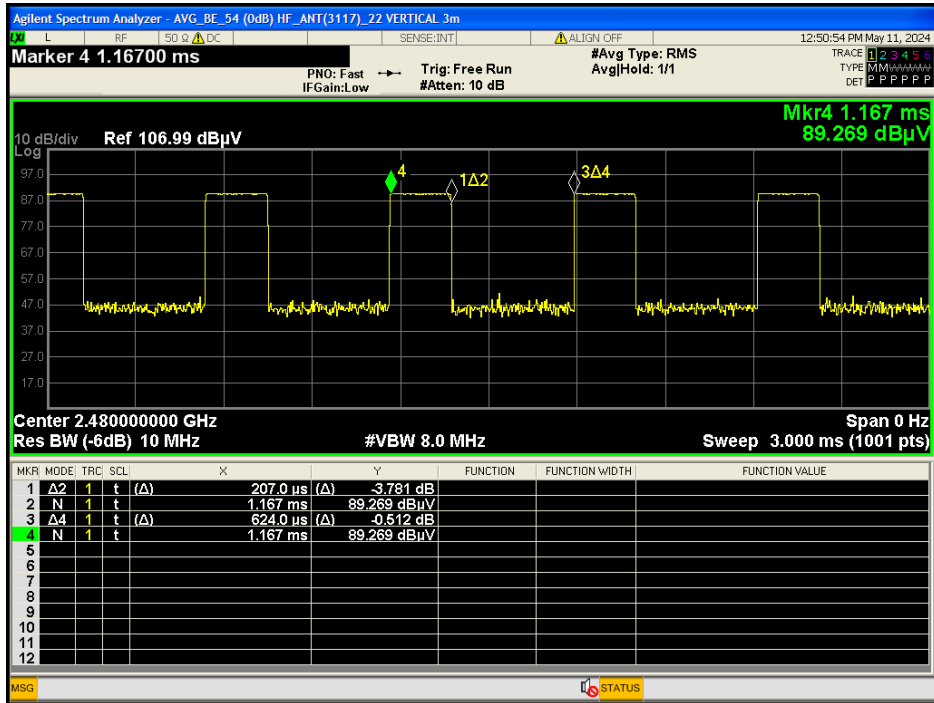 Agilent Spectrum Analyzer - AVG_BE_54 (0dB) HF_ANT(3117)_22 VERTICAL 3m
LXI L RF 50 Ω DC SENSE:INT ALIGN OFF 12:50:54 PM May 11, 2024
Marker 4 1.16700 ms
PNO: Fast
IFGain:Low
Trig: Free Run
#Atten: 10 dB
#Avg Type: RMS
Avg|Hold: 1/1
TRACE 1 2 3 4 5 6
TYPE MMWWWW
DET P P P P P P
Mkr4 1.167 ms
89.269 dBµV
10 dB/div Ref 106.99 dBµV
Log
97.0
87.0
77.0
67.0
57.0
47.0
37.0
27.0
17.0
4
1Δ2
3Δ4
Center 2.480000000 GHz Span 0 Hz
Res BW (-6dB) 10 MHz #VBW 8.0 MHz Sweep 3.000 ms (1001 pts)
MKR MODE TRC SCL X Y FUNCTION FUNCTION WIDTH FUNCTION VALUE
1 Δ2 1 t (Δ) 207.0 µs (Δ) -3.781 dB
2 N 1 t 1.167 ms 89.269 dBµV
3 Δ4 1 t (Δ) 624.0 µs (Δ) -0.512 dB
4 N 1 t 1.167 ms 89.269 dBµV
5
6
7
8
9
10
11
12
MSG STATUS